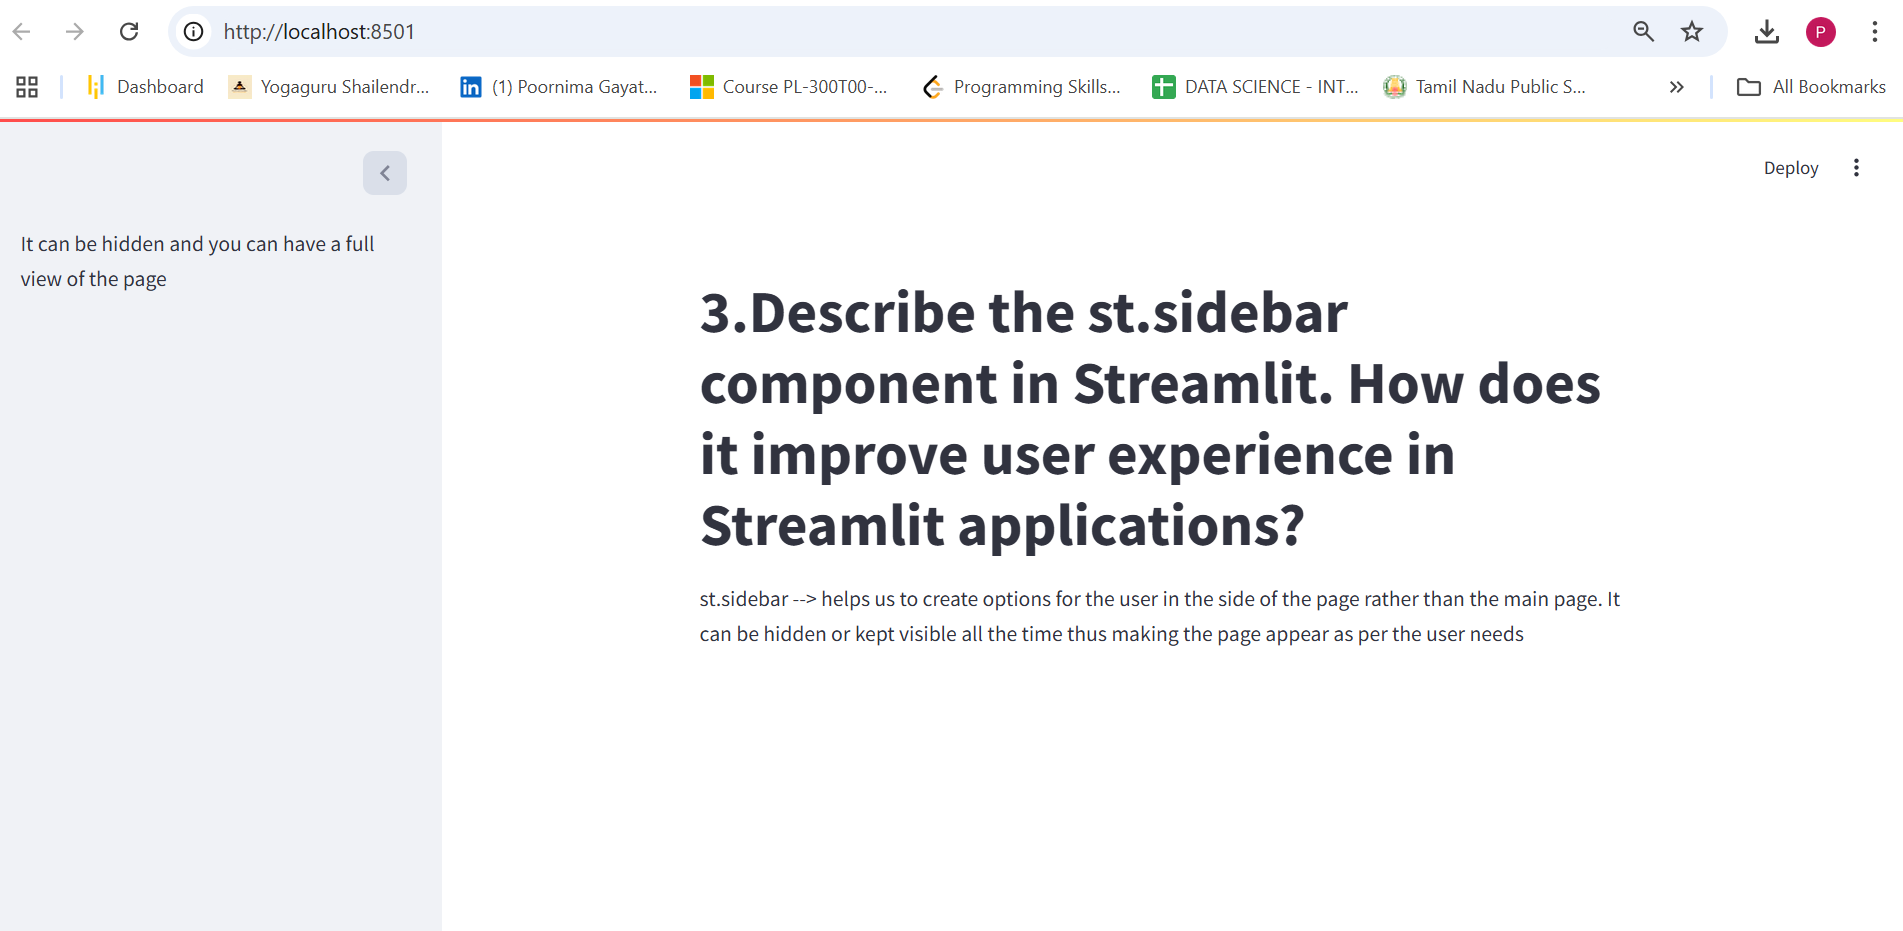 http://localhost:8501
P
Dashboard
Yogaguru Shailendr...
(1) Poornima Gayat...
Course PL-300T00-...
Programming Skills...
DATA SCIENCE - INT...
Tamil Nadu Public S...
All Bookmarks
Deploy
It can be hidden and you can have a full
view of the page
3.Describe the st.sidebar
component in Streamlit. How does
it improve user experience in
Streamlit applications?
st.sidebar --> helps us to create options for the user in the side of the page rather than the main page. It
can be hidden or kept visible all the time thus making the page appear as per the user needs